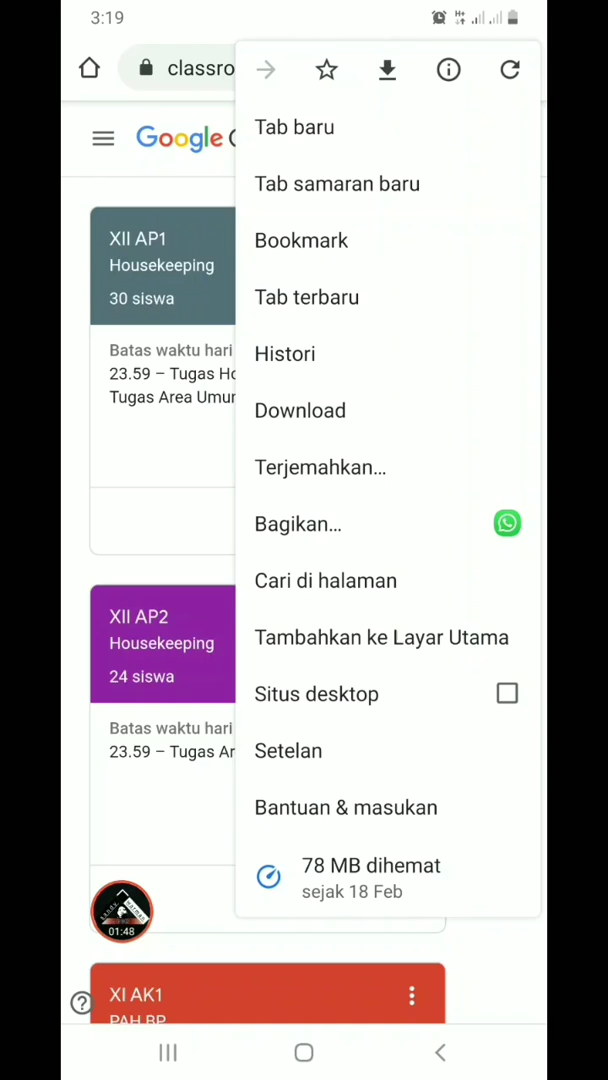 3:19
classro
Google
Tab baru
Tab samaran baru
Bookmark
Tab terbaru
Histori
Download
Terjemahkan...
Bagikan...
Cari di halaman
Tambahkan ke Layar Utama
Situs desktop
Setelan
Bantuan & masukan
78 MB dihemat
sejak 18 Feb
XII AP1
Housekeeping
30 siswa
Batas waktu hari
23.59 – Tugas Ho
Tugas Area Umur
XII AP2
Housekeeping
24 siswa
Batas waktu hari
23.59 – Tugas Ar
01:48
XI AK1
PAH BP